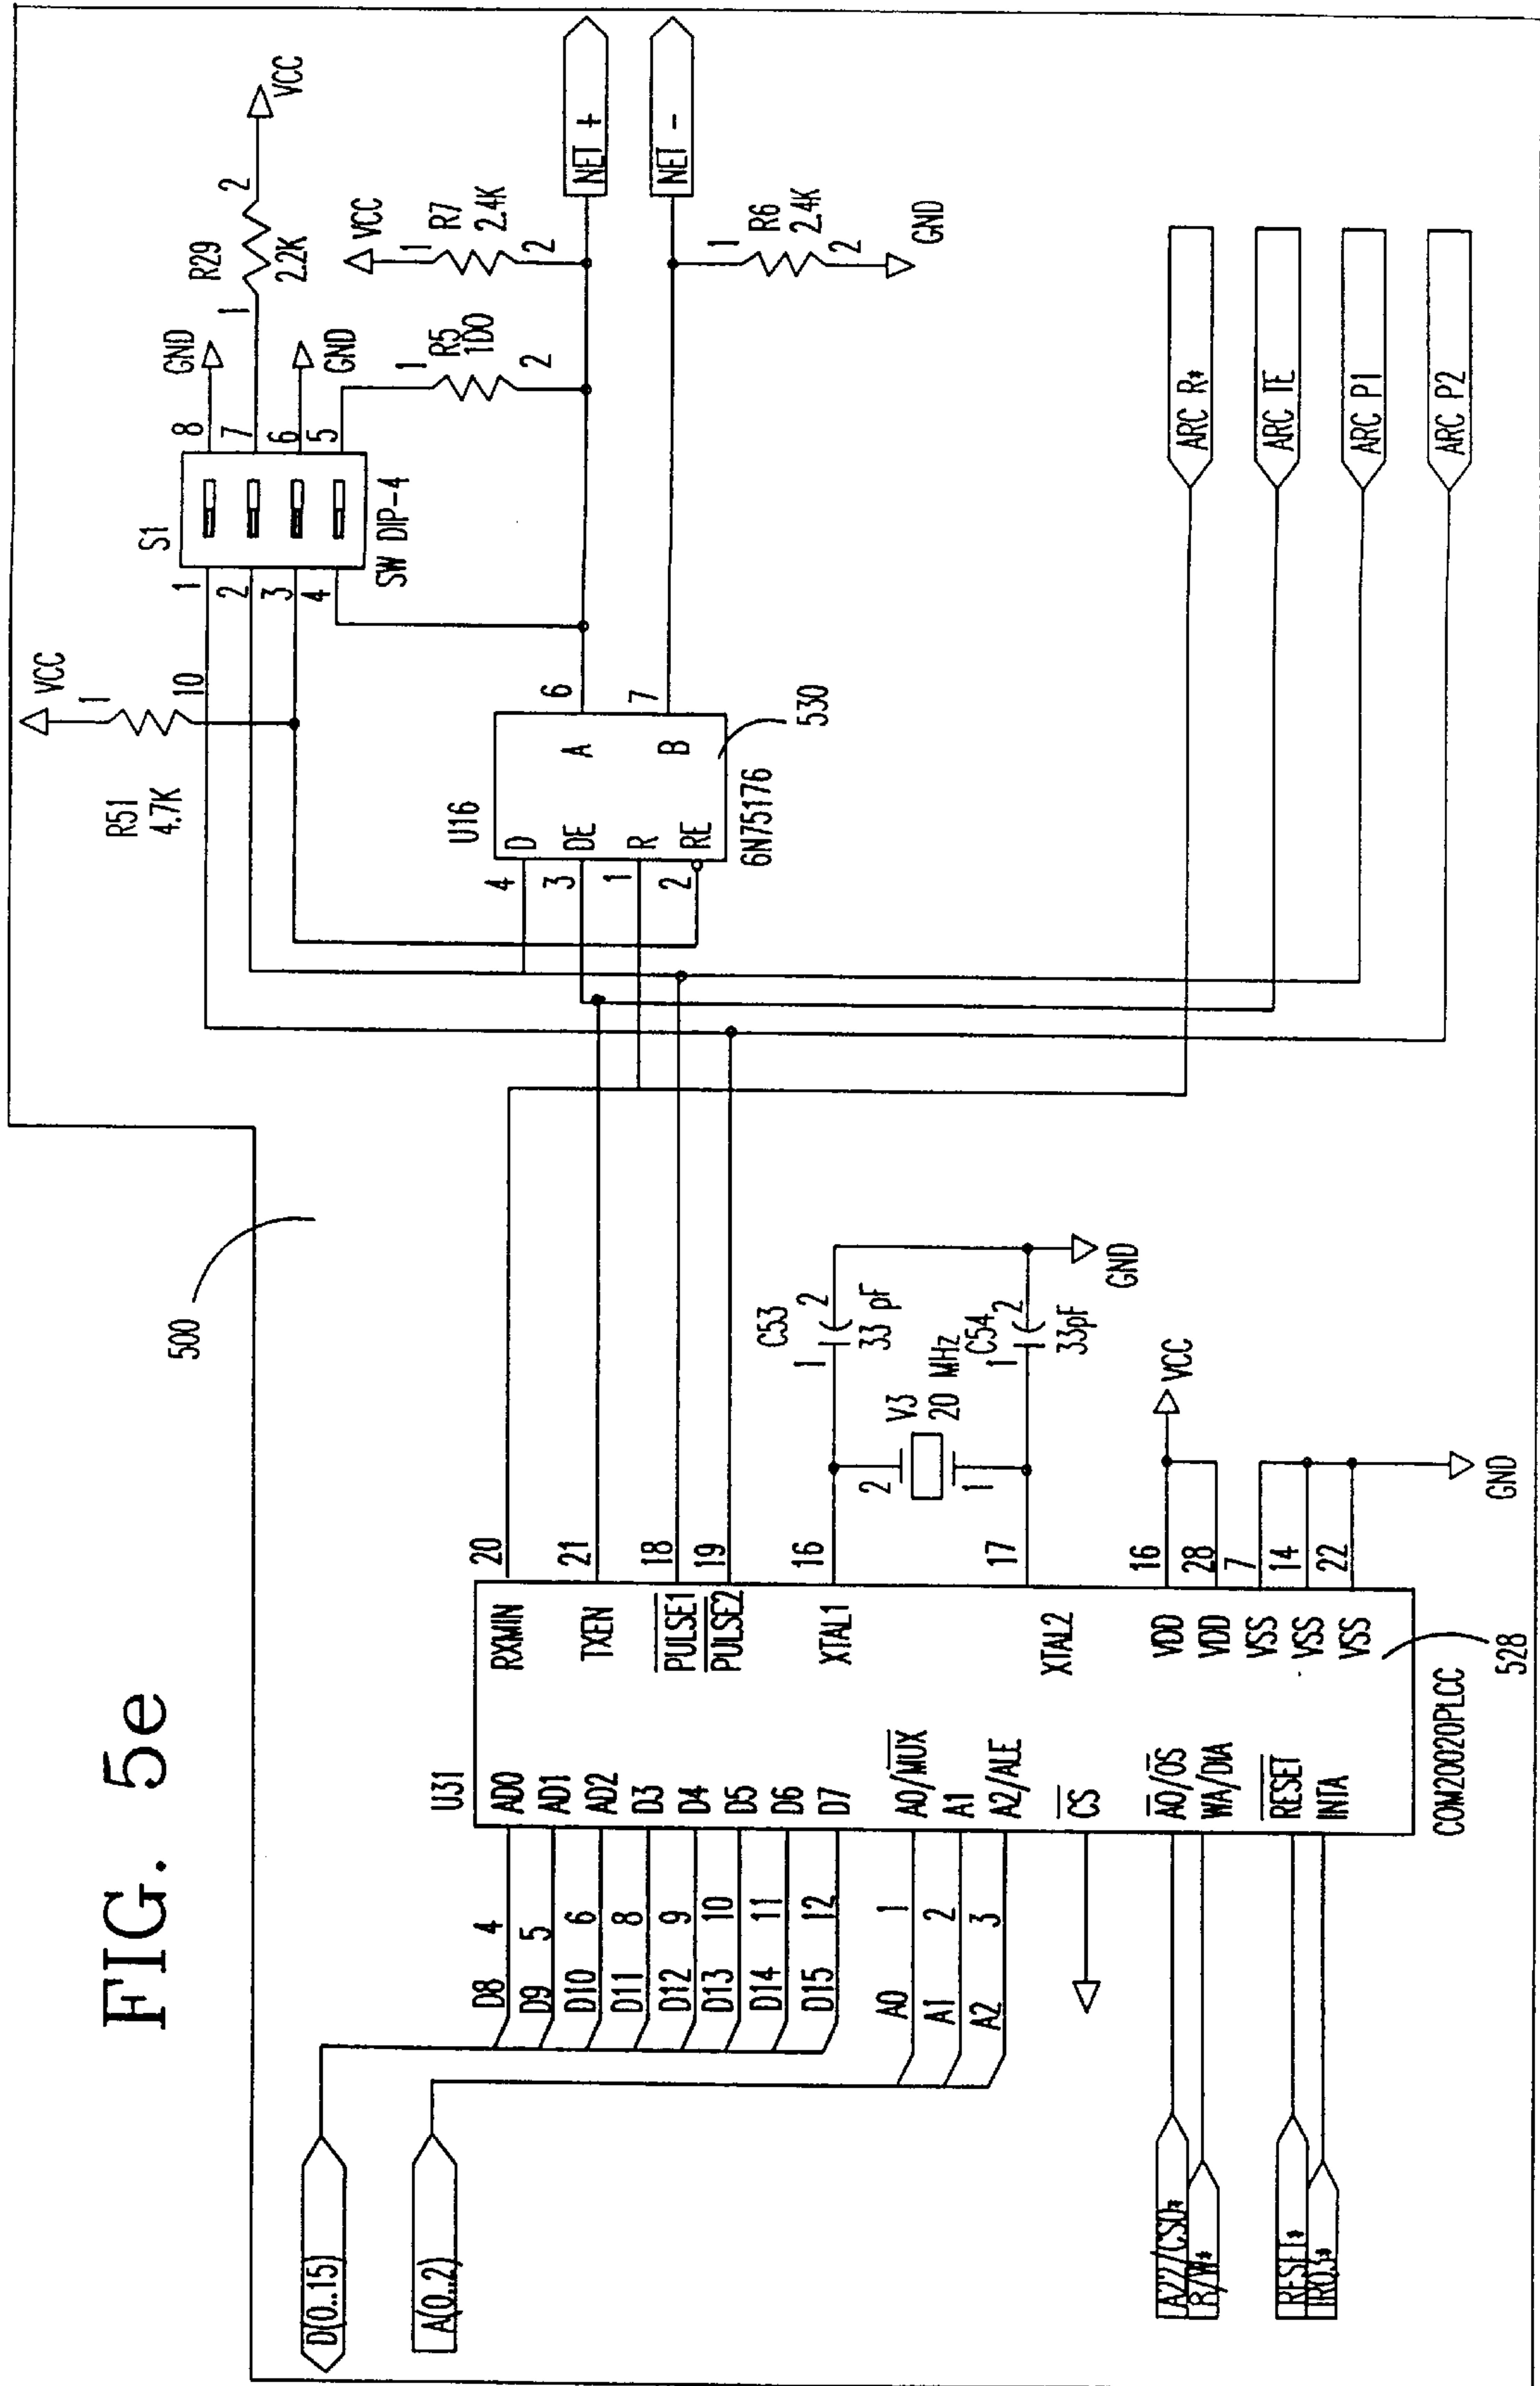 FIG. 5e
500
D(0..15)
A(0..2)
D8 4
D9 5
D10 6
D11 8
D12 9
D13 10
D14 11
D15 12
A0 1
A1 2
A2 3
A22/CS0*
R/W*
RESET*
IRQ3*
U31
AD0
AD1
AD2
D3
D4
D5
D6
D7
A0/MUX
A1
A2/ALE
CS
A0/OS
WA/DIA
RESET
INTA
RXMIN
TXEN
PULSE1
PULSE2
XTAL1
XTAL2
VDD
VDD
VSS
VSS
VSS
COM20020PLCC
528
20
21
18
19
16
17
16
28
7
14
22
VCC
GND
2
V3
20 MHz
1
C53
1 2
33 pF
C54
1 2
33pF
GND
R51
4.7K
VCC
1
10
S1
1
2
3
4
8
7
6
5
SW DIP-4
GND
GND
R29
1 2
2.2K
VCC
R5
100
1
2
VCC
R7
2.4K
1
2
NET +
NET -
R6
2.4K
1
2
GND
U16
D
DE
R
RE
A
B
4
3
1
2
6
7
6N75176
530
ARC R*
ARC TE
ARC P1
ARC P2